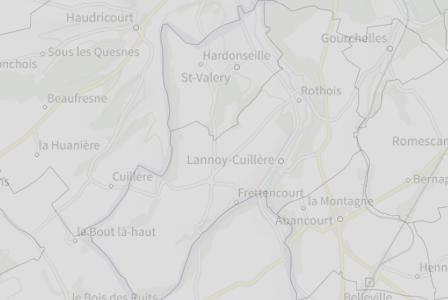 Haudricourt
Gourchelles
Sous les Quesnes
Hardonseille
St-Valery
Rothois
Beaufresne
la Huanière
Lannoy-Cuillère
Cuillère
Frettencourt
la Montagne
Abancourt
le Bout là-haut
le Bois des Puits
Belleville